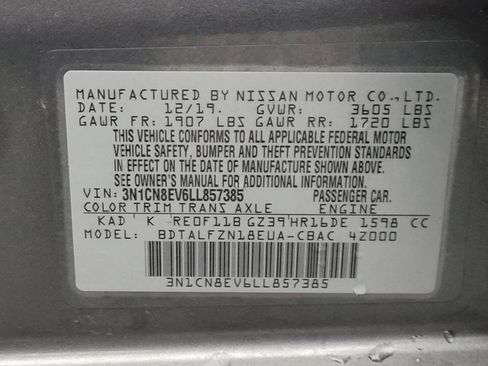 MANUFACTURED BY NISSAN MOTOR CO.,LTD.
DATE: 12/19. GVWR: 3605 LBS
GAWR FR: 1907 LBS GAWR RR: 1720 LBS
THIS VEHICLE CONFORMS TO ALL APPLICABLE FEDERAL MOTOR
VEHICLE SAFETY, BUMPER AND THEFT PREVENTION STANDARDS
IN EFFECT ON THE DATE OF MANUFACTURE SHOWN ABOVE.
SEE OWNER'S MANUAL FOR ADDITIONAL INFORMATION.
VIN: 3N1CN8EV6LL857385 PASSENGER CAR.
COLOR TRIM TRANS AXLE ENGINE
KAD ' K RE0F11B GZ39'HR16DE 1598 CC
MODEL BDTALFZN18EUA-CBAC 4Z000
3N1CN8EV6LL857385